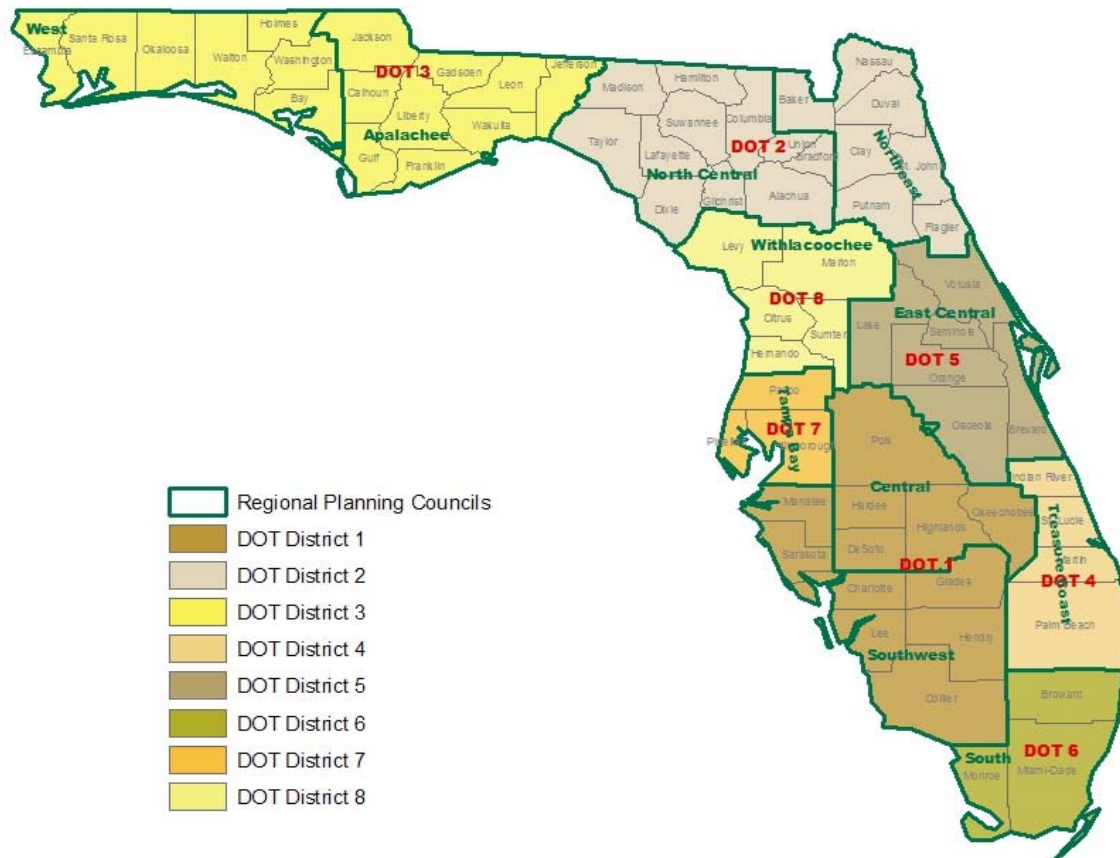 West
Escambia
Santa Rosa
Okaloosa
Walton
Holmes
Washington
Bay
Jackson
DOT 3
Calhoun
Gadsden
Liberty
Leon
Jefferson
Wakulla
Apalachee
Gulf
Franklin
Madison
Hamilton
Suwannee
Columbia
Baker
Taylor
Lafayette
DOT 2
Union
Bradford
North Central
Dixie
Gilchrist
Alachua
Nassau
Duval
Clay
Northeast
St. John
Putnam
Flagler
Levy
Withlacoochee
Marion
DOT 8
Citrus
Sumter
Hernando
Volusia
East Central
Lake
Seminole
DOT 5
Orange
Osceola
Brevard
Pasco
Tampa Bay
DOT 7
Polk
Central
Manatee
Hardee
Highlands
Okeechobee
Sarasota
DeSoto
DOT 1
Charlotte
Glades
Lee
Hendry
Southwest
Collier
Indian River
St. Lucie
Treasure Coast
Martin
DOT 4
Palm Beach
Broward
South
DOT 6
Monroe
Miami-Dade
Regional Planning Councils
DOT District 1
DOT District 2
DOT District 3
DOT District 4
DOT District 5
DOT District 6
DOT District 7
DOT District 8